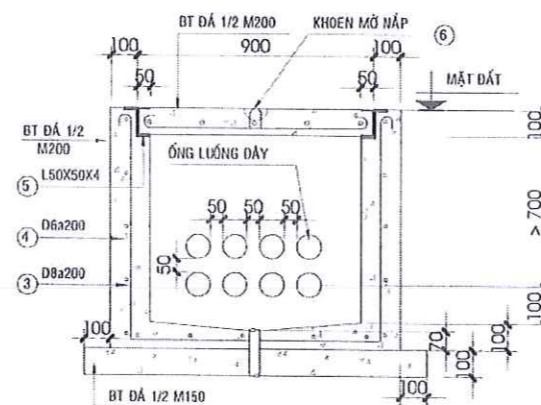 BT ĐÁ 1/2 M200
KHOEN MỞ NẮP
6
100
900
100
50
50
MẶT ĐẤT
BT ĐÁ 1/2
M200
5
L50X50X4
ỐNG LUỒNG DÂY
100
4
D6a200
50
50
50
> 700
50
3
D8a200
100
100
70
100
100
BT ĐÁ 1/2 M150
100